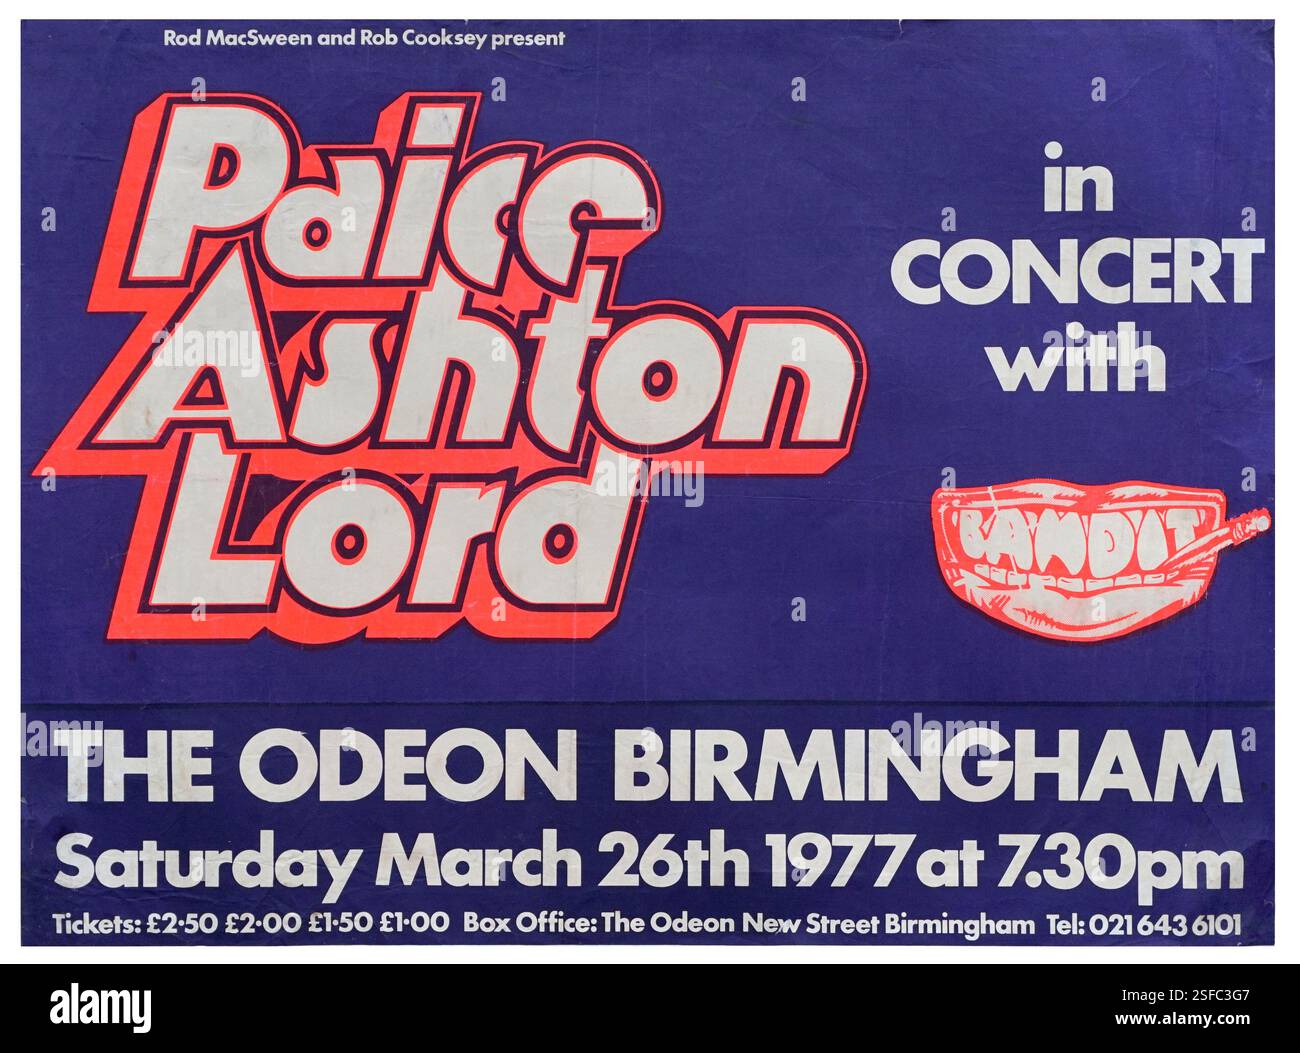 Rod MacSween and Rob Cooksey present
Paice
Ashton
Lord
in
CONCERT
with
BANDIT
THE ODEON BIRMINGHAM
Saturday March 26th 1977 at 7.30pm
Tickets: £2·50 £2·00 £1·50 £1·00 Box Office: The Odeon New Street Birmingham Tel: 021 643 6101
alamy
Image ID: 2SFC3G7
www.alamy.com